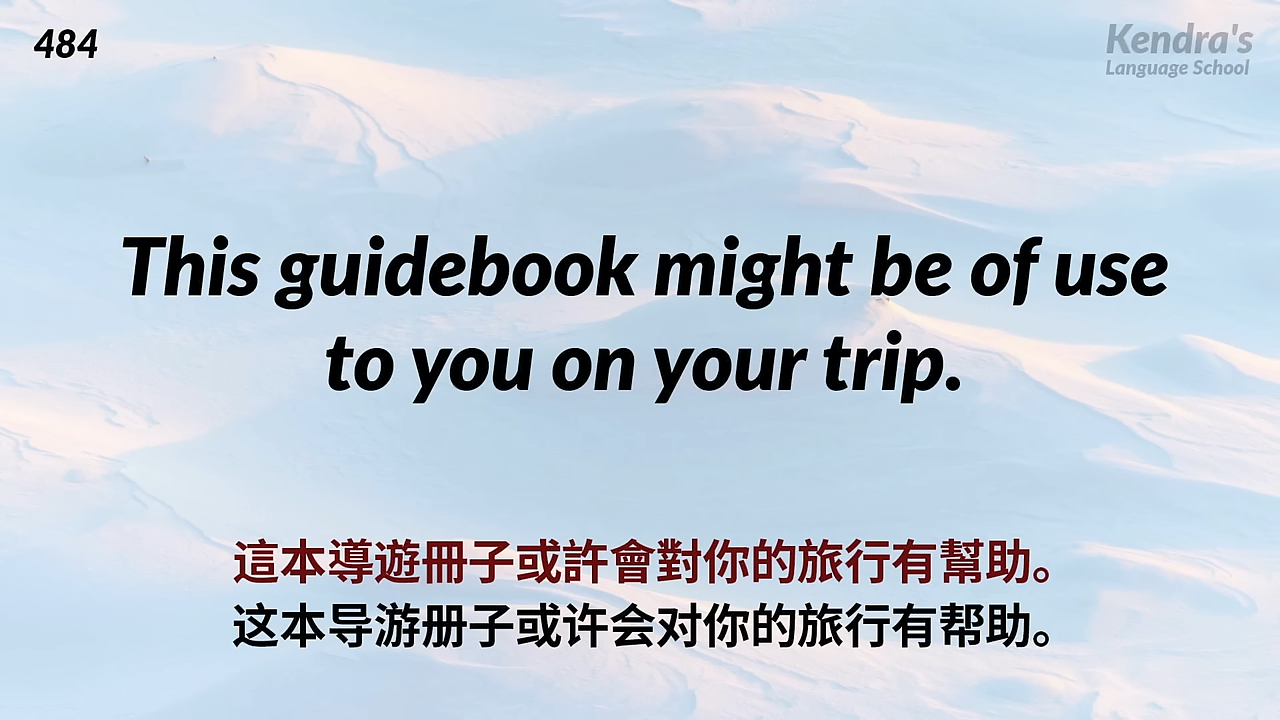 484
Kendra's
Language School
This guidebook might be of use
to you on your trip.
這本導遊冊子或許會對你的旅行有幫助。
这本导游册子或许会对你的旅行有帮助。